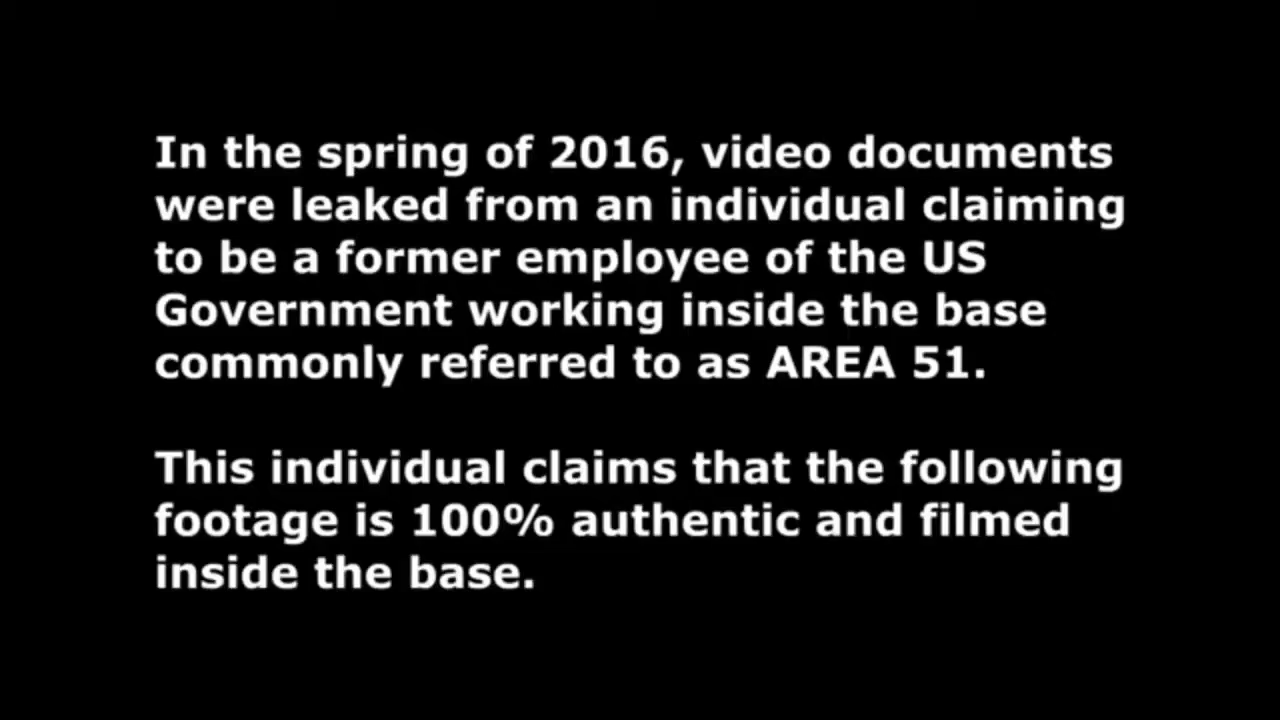 In the spring of 2016, video documents
were leaked from an individual claiming
to be a former employee of the US
Government working inside the base
commonly referred to as AREA 51.
This individual claims that the following
footage is 100% authentic and filmed
inside the base.